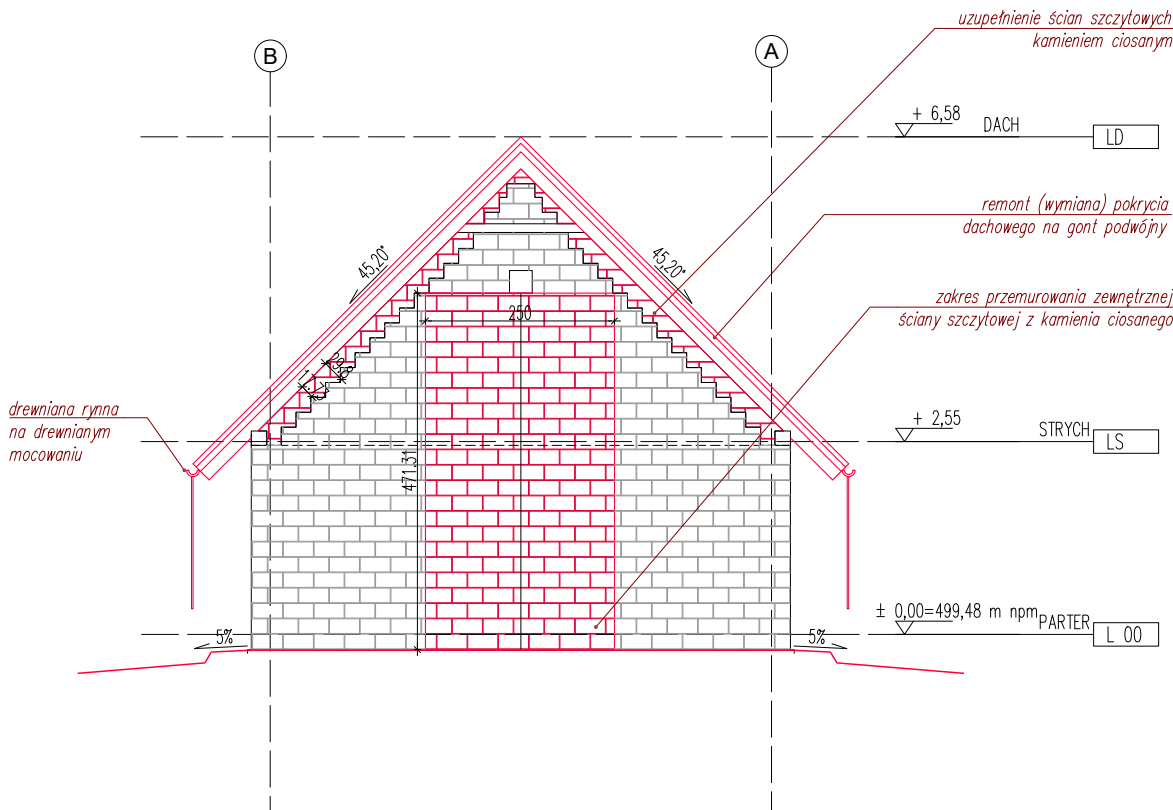 uzupełnienie ścian szczytowych
kamieniem ciosanym
B
A
+ 6,58
DACH
LD
remont (wymiana) pokrycia
dachowego na gont podwójny
45,20°
45,20°
zakres przemurowania zewnętrznej
ściany szczytowej z kamienia ciosanego
250
drewniana rynna
na drewnianym
mocowaniu
+ 2,55
STRYCH
LS
471.31
± 0,00=499,48 m npm
PARTER
L 00
5%
5%